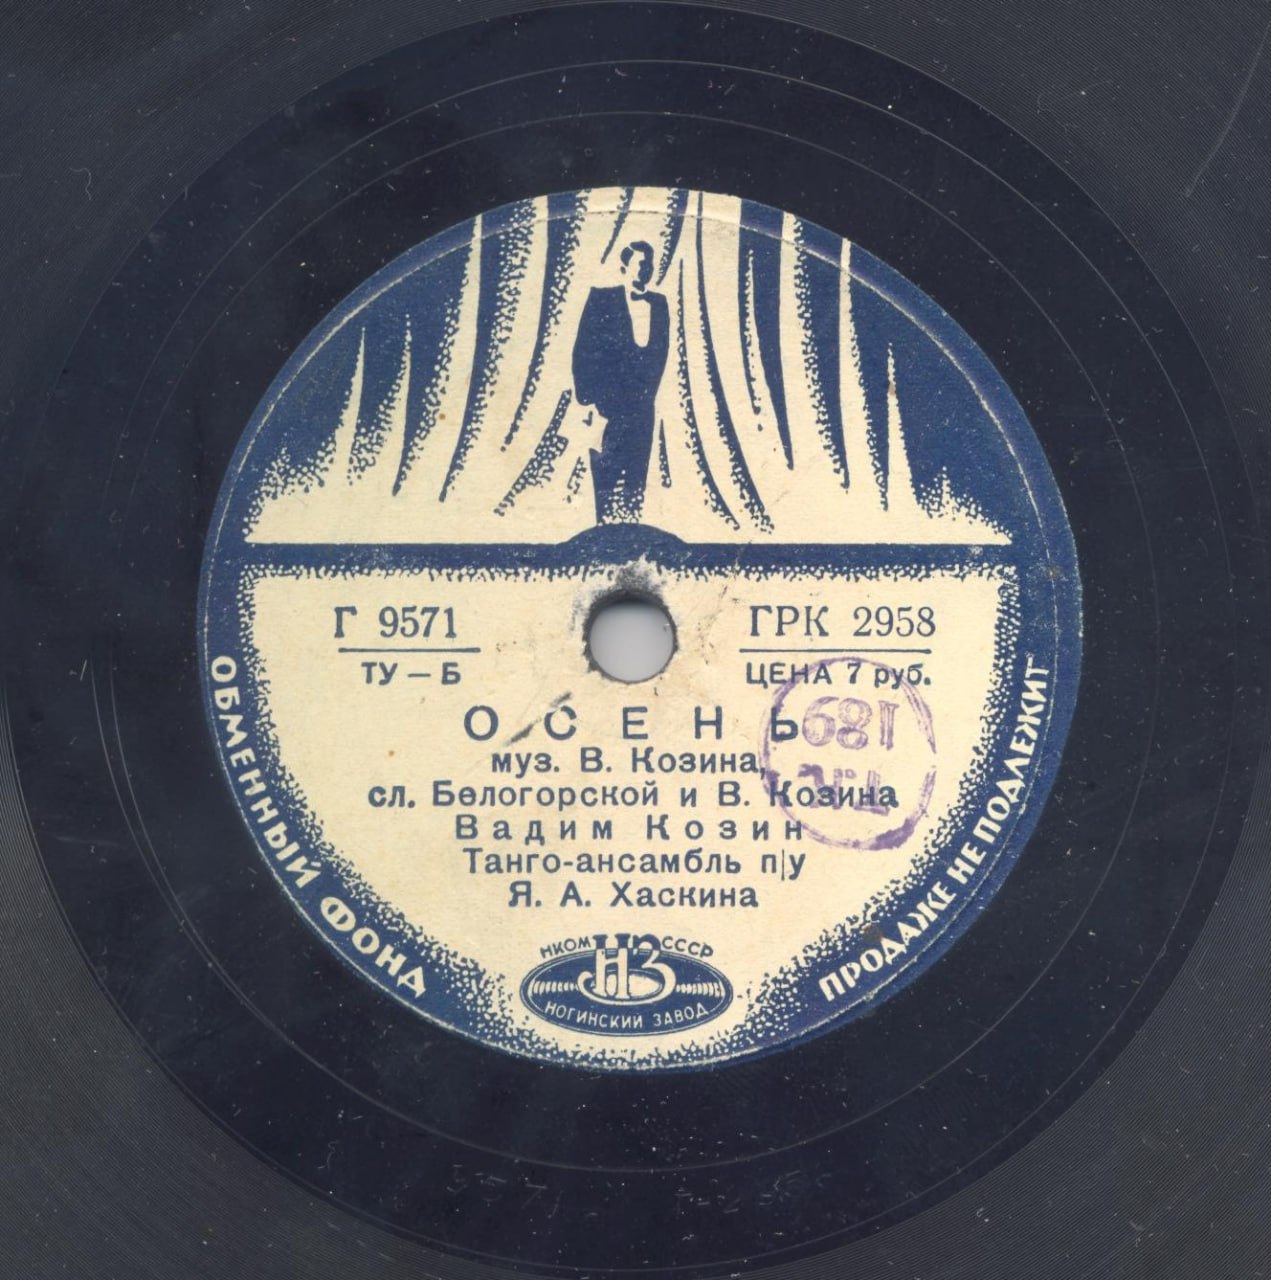 Г 9571
ГРК 2958
ТУ — Б
ЦЕНА 7 руб.
ОСЕНЬ
муз. В. Козина,
сл. Белогорской и В. Козина
Вадим Козин
Танго-ансамбль п/у
Я. А. Хаскина
НКОМ НЗ СССР
НОГИНСКИЙ ЗАВОД
ОБМЕННЫЙ ФОНД
ПРОДАЖЕ НЕ ПОДЛЕЖИТ
189